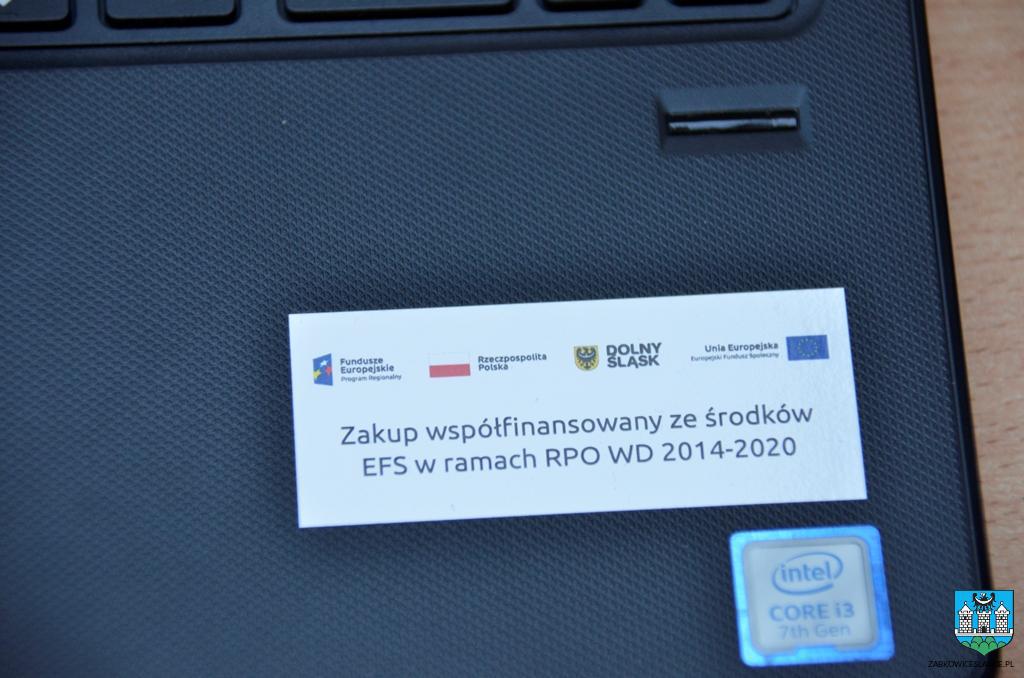 Fundusze
Europejskie
Program Regionalny
Rzeczpospolita
Polska
DOLNY
ŚLĄSK
Unia Europejska
Europejski Fundusz Społeczny
Zakup współfinansowany ze środków
EFS w ramach RPO WD 2014-2020
intel
CORE i3
7th Gen
ZABKOWICESLASKIE.PL